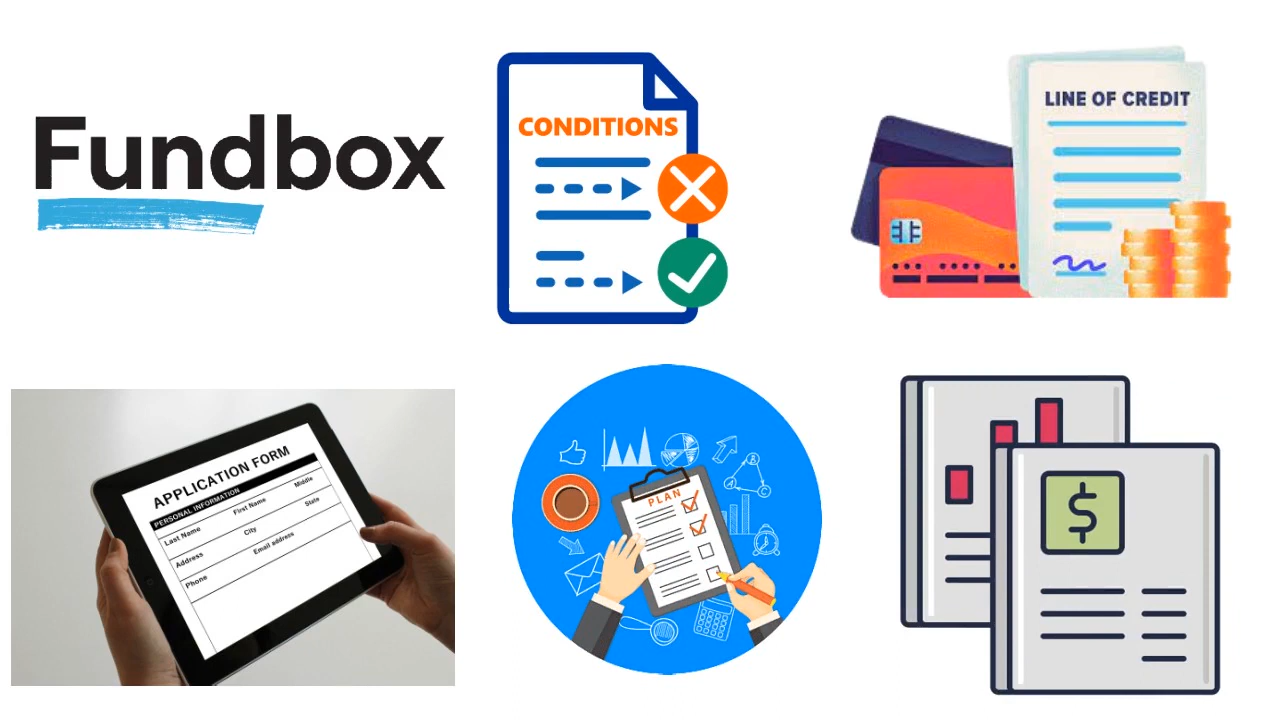 Fundbox
CONDITIONS
LINE OF CREDIT
APPLICATION FORM
PERSONAL INFORMATION
Last Name First Name Middle
Address City State
Phone Email address
PLAN
A B C
$